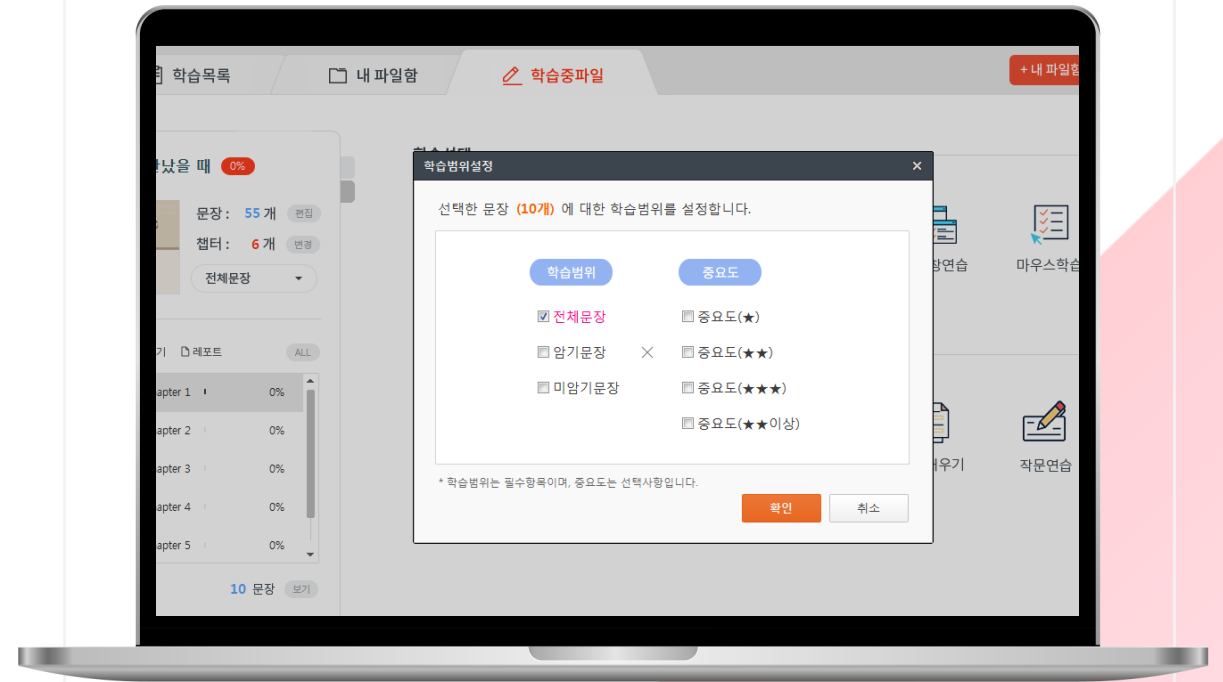 학습목록
내 파일함
학습중파일
+ 내 파일함
났을 때 0%
문장 : 55 개 편집
챕터 : 6 개 변경
전체문장
레포트 ALL
apter 1 0%
apter 2 0%
apter 3 0%
apter 4 0%
apter 5 0%
10 문장 보기
학습선택
학습범위설정 ×
선택한 문장 (10개) 에 대한 학습범위를 설정합니다.
학습범위 중요도
전체문장 중요도(★)
암기문장 × 중요도(★★)
미암기문장 중요도(★★★)
중요도(★★이상)
* 학습범위는 필수항목이며, 중요도는 선택사항입니다.
확인 취소
연습
마우스학습
우기
작문연습